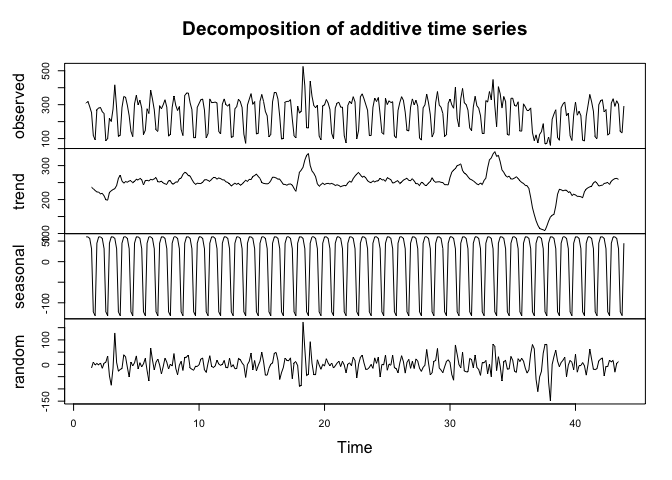 Decomposition of additive time series
observed
100 300 500
trend
100 200 300
seasonal
-100 0 50
random
-150 0 100
0 10 20 30 40
Time